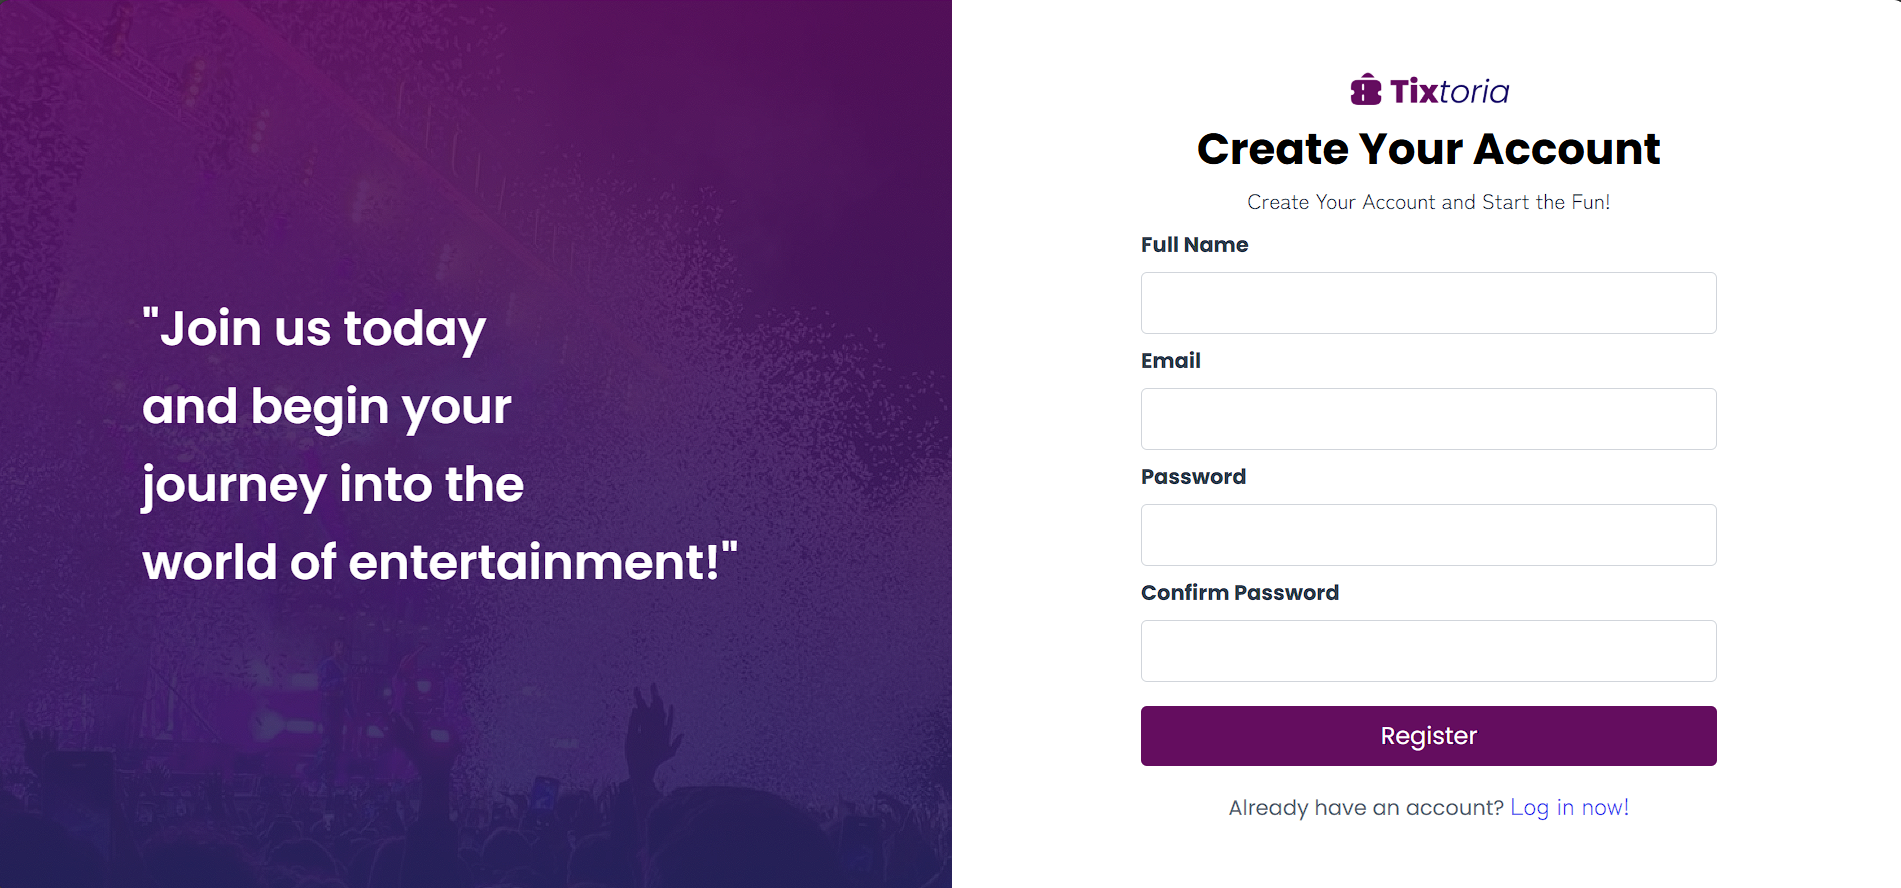 "Join us today
and begin your
journey into the
world of entertainment!"
Tixtoria
Create Your Account
Create Your Account and Start the Fun!
Full Name
Email
Password
Confirm Password
Register
Already have an account? Log in now!